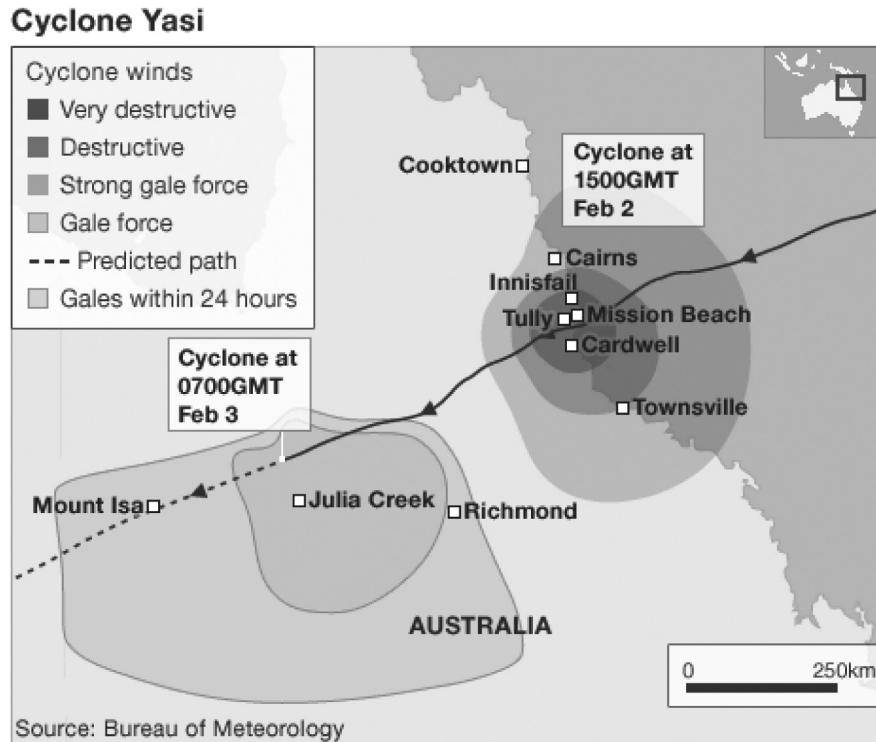 Cyclone Yasi
Cyclone winds
Very destructive
Destructive
Strong gale force
Gale force
Predicted path
Gales within 24 hours
Cooktown
Cyclone at
1500GMT
Feb 2
Cairns
Innisfail
Mission Beach
Tully
Cardwell
Townsville
Cyclone at
0700GMT
Feb 3
Mount Isa
Julia Creek
Richmond
AUSTRALIA
0 250km
Source: Bureau of Meteorology